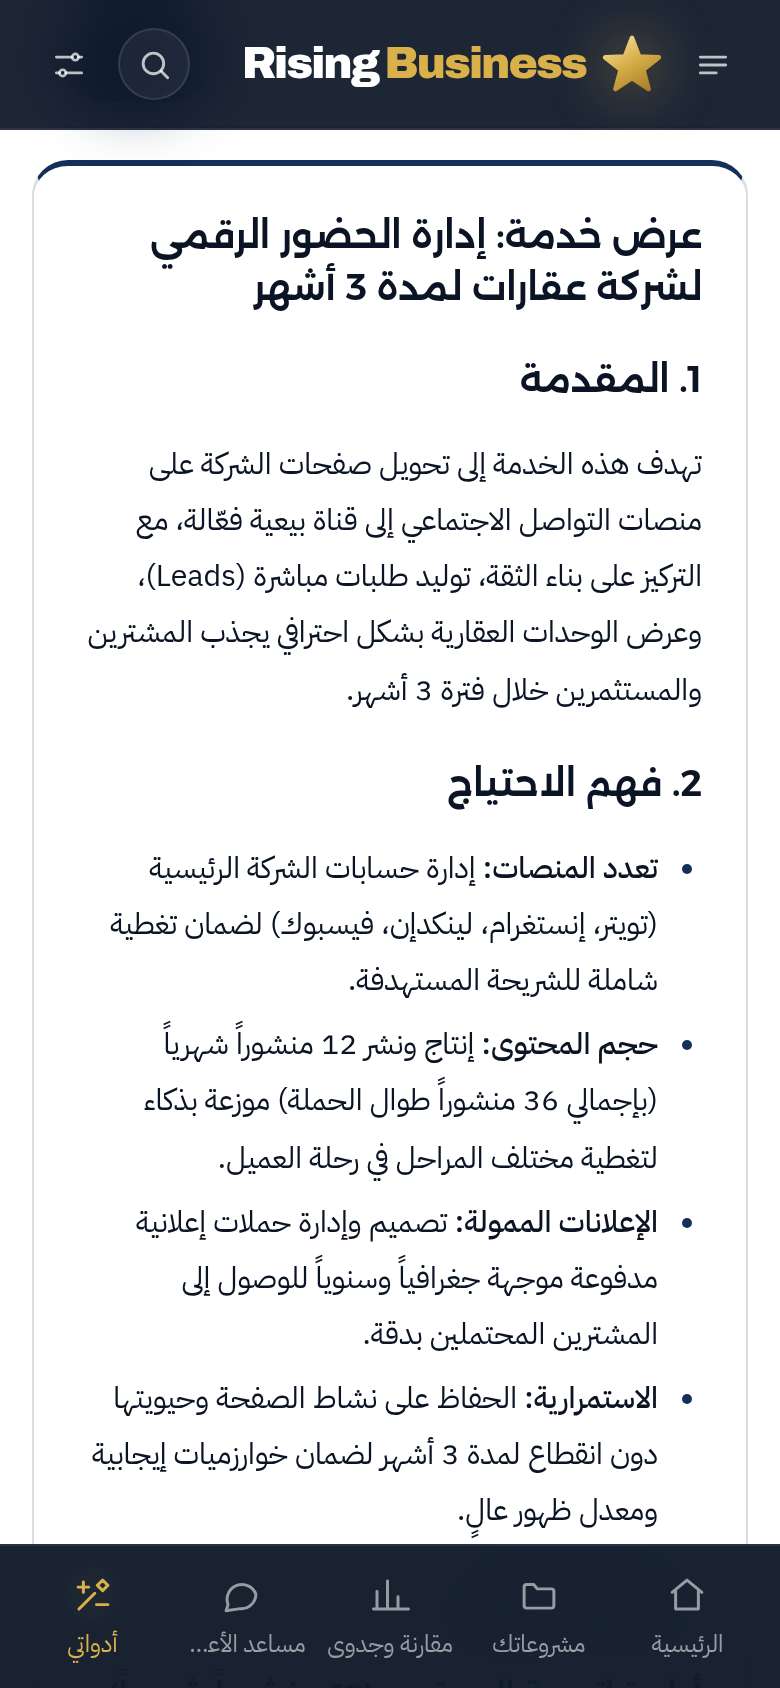 Rising Business
عرض خدمة: إدارة الحضور الرقمي
لشركة عقارات لمدة 3 أشهر
1. المقدمة
تهدف هذه الخدمة إلى تحويل صفحات الشركة على
منصات التواصل الاجتماعي إلى قناة بيعية فعّالة، مع
التركيز على بناء الثقة، توليد طلبات مباشرة (Leads)،
وعرض الوحدات العقارية بشكل احترافي يجذب المشترين
والمستثمرين خلال فترة 3 أشهر.
2. فهم الاحتياج
• تعدد المنصات: إدارة حسابات الشركة الرئيسية
(تويتر، إنستغرام، لينكدإن، فيسبوك) لضمان تغطية
شاملة للشريحة المستهدفة.
• حجم المحتوى: إنتاج ونشر 12 منشوراً شهرياً
(بإجمالي 36 منشوراً طوال الحملة) موزعة بذكاء
لتغطية مختلف المراحل في رحلة العميل.
• الإعلانات الممولة: تصميم وإدارة حملات إعلانية
مدفوعة موجهة جغرافياً وسنوياً للوصول إلى
المشترين المحتملين بدقة.
• الاستمرارية: الحفاظ على نشاط الصفحة وحيويتها
دون انقطاع لمدة 3 أشهر لضمان خوارزميات إيجابية
ومعدل ظهور عالٍ.
الرئيسية
مشروعاتك
مقارنة وجدوى
مساعد الأعـ...
أدواتي